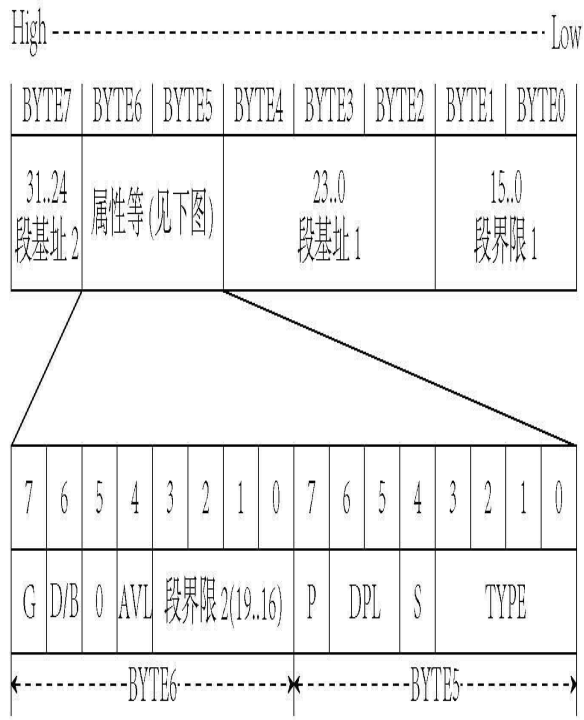 High Low
BYTE7 BYTE6 BYTE5 BYTE4 BYTE3 BYTE2 BYTE1 BYTE0
31..24 23..0 15..0
段基址 2 属性等 (见下图) 段基址 1 段界限 1
7 6 5 4 3 2 1 0 7 6 5 4 3 2 1 0
G D/B 0 AVL 段界限 2(19..16) P DPL S TYPE
BYTE6 BYTE5